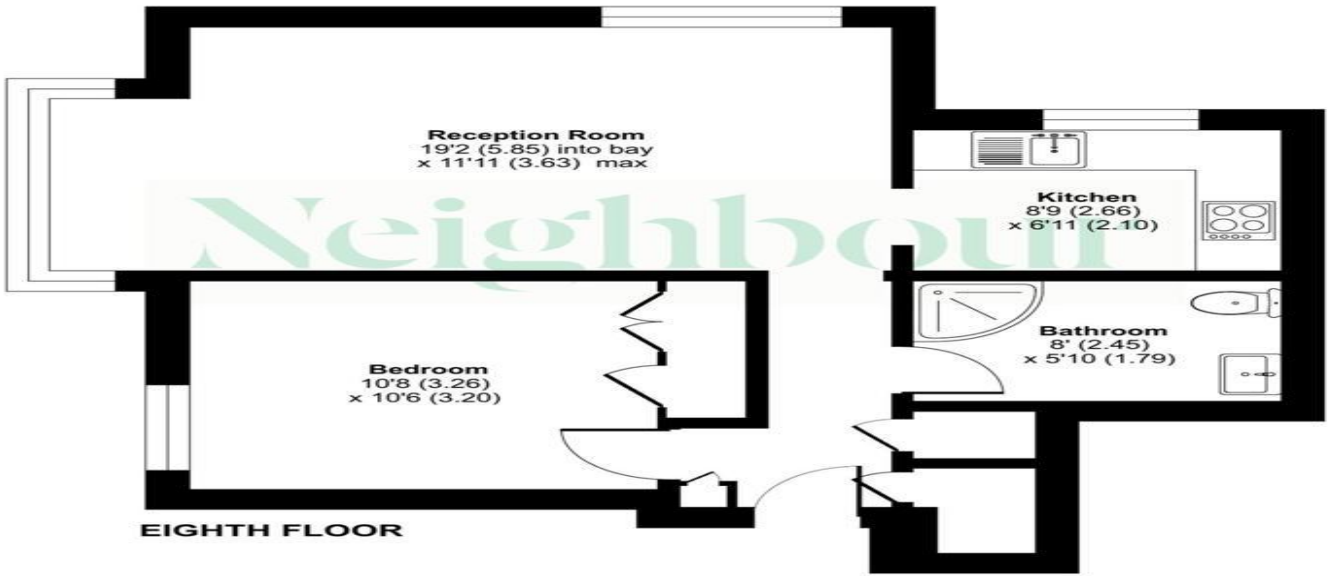 Reception Room
19'2 (5.85) into bay
x 11'11 (3.63) max
Kitchen
8'9 (2.66)
x 6'11 (2.10)
Neighbour
Bathroom
8' (2.45)
x 5'10 (1.79)
Bedroom
10'8 (3.26)
x 10'6 (3.20)
EIGHTH FLOOR